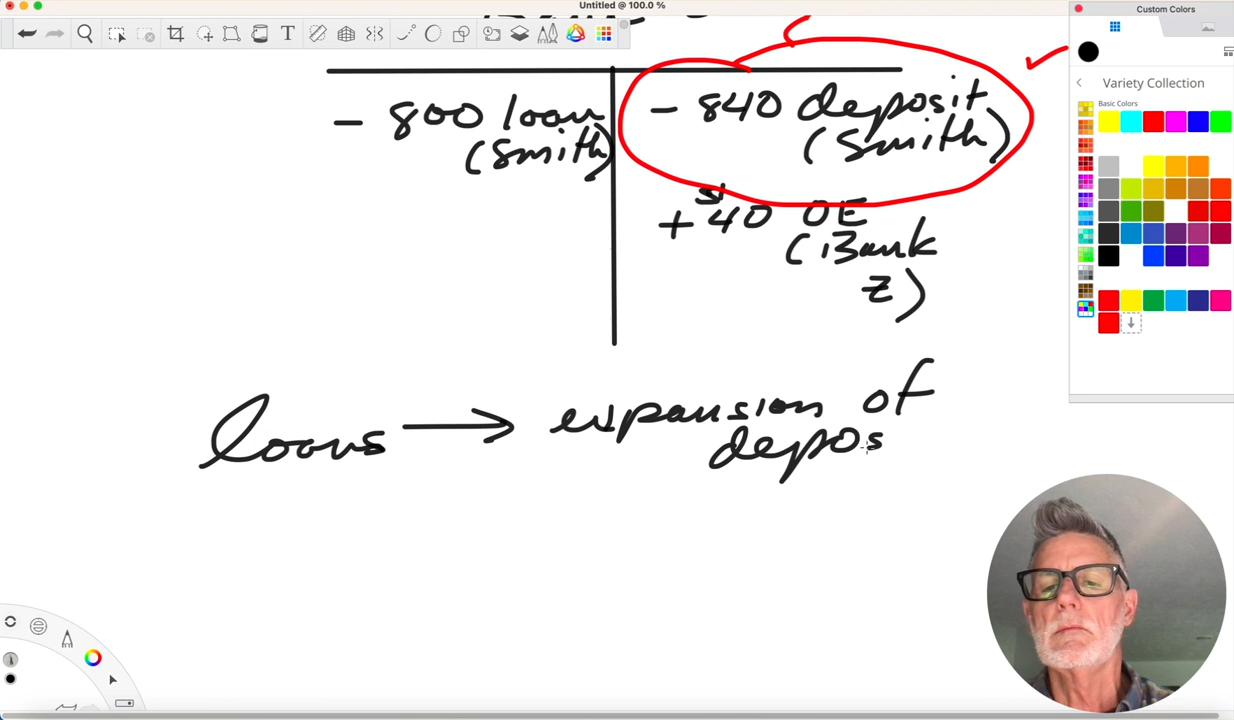 Untitled @ 100.0 %
Custom Colors
Variety Collection
Basic Colors
- 800 loan
(Smith)
- 840 deposit
(Smith)
+ $40 OE
(Bank
Z)
loans → expansion of
depos